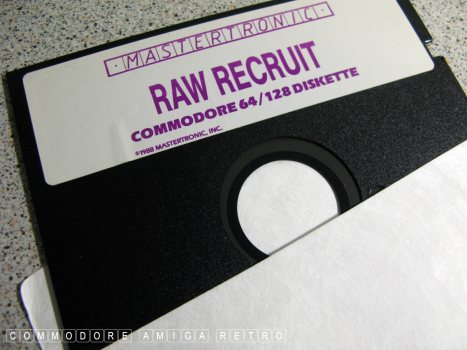 ·MASTERTRONIC·
RAW RECRUIT
COMMODORE 64/128 DISKETTE
©1988 MASTERTRONIC, INC.
COMMODORE AMIGA RETRO